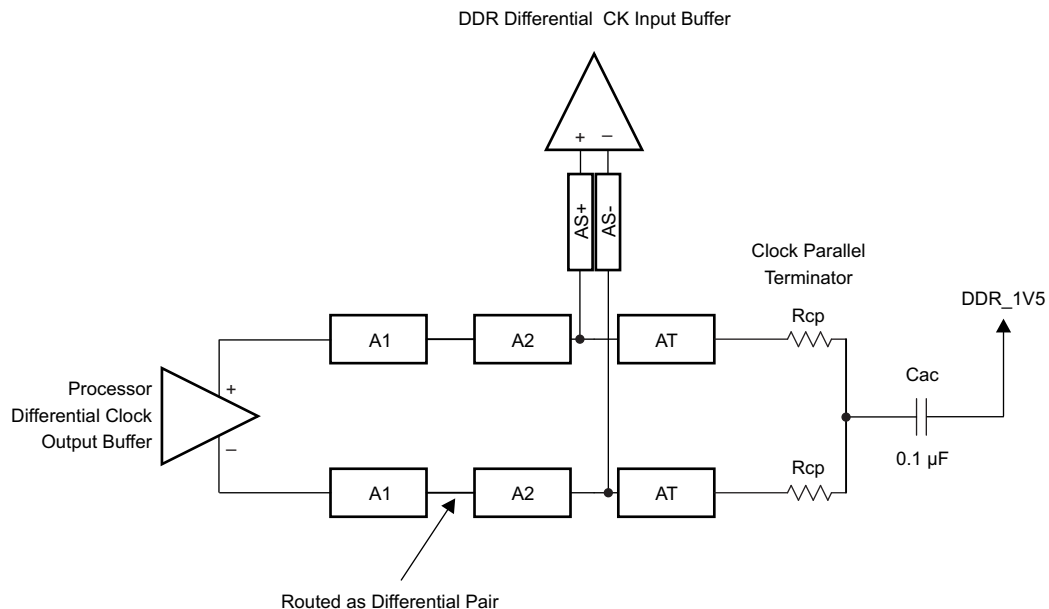 DDR Differential CK Input Buffer
+ –
AS+
AS-
Clock Parallel
Terminator
DDR_1V5
Rcp
A1
A2
AT
Cac
+
Processor
Differential Clock
Output Buffer
–
0.1 µF
Rcp
A1
A2
AT
Routed as Differential Pair